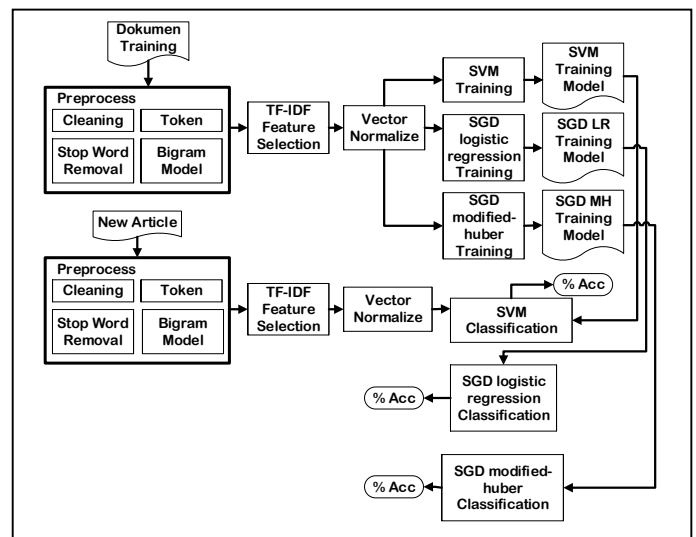 Dokumen
Training
Preprocess
Cleaning
Token
Stop Word
Removal
Bigram
Model
TF-IDF
Feature
Selection
Vector
Normalize
SVM
Training
SVM
Training
Model
SGD
logistic
regression
Training
SGD LR
Training
Model
SGD
modified-
huber
Training
SGD MH
Training
Model
New Article
Preprocess
Cleaning
Token
Stop Word
Removal
Bigram
Model
TF-IDF
Feature
Selection
Vector
Normalize
SVM
Classification
% Acc
SGD logistic
regression
Classification
% Acc
SGD modified-
huber
Classification
% Acc